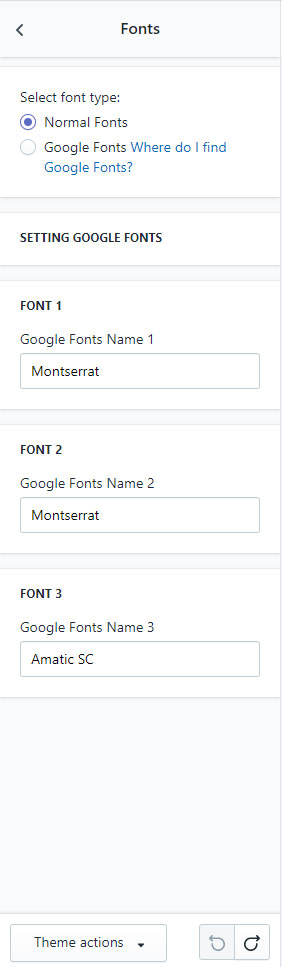 Fonts
Select font type:
Normal Fonts
Google Fonts Where do I find
Google Fonts?
SETTING GOOGLE FONTS
FONT 1
Google Fonts Name 1
Montserrat
FONT 2
Google Fonts Name 2
Montserrat
FONT 3
Google Fonts Name 3
Amatic SC
Theme actions